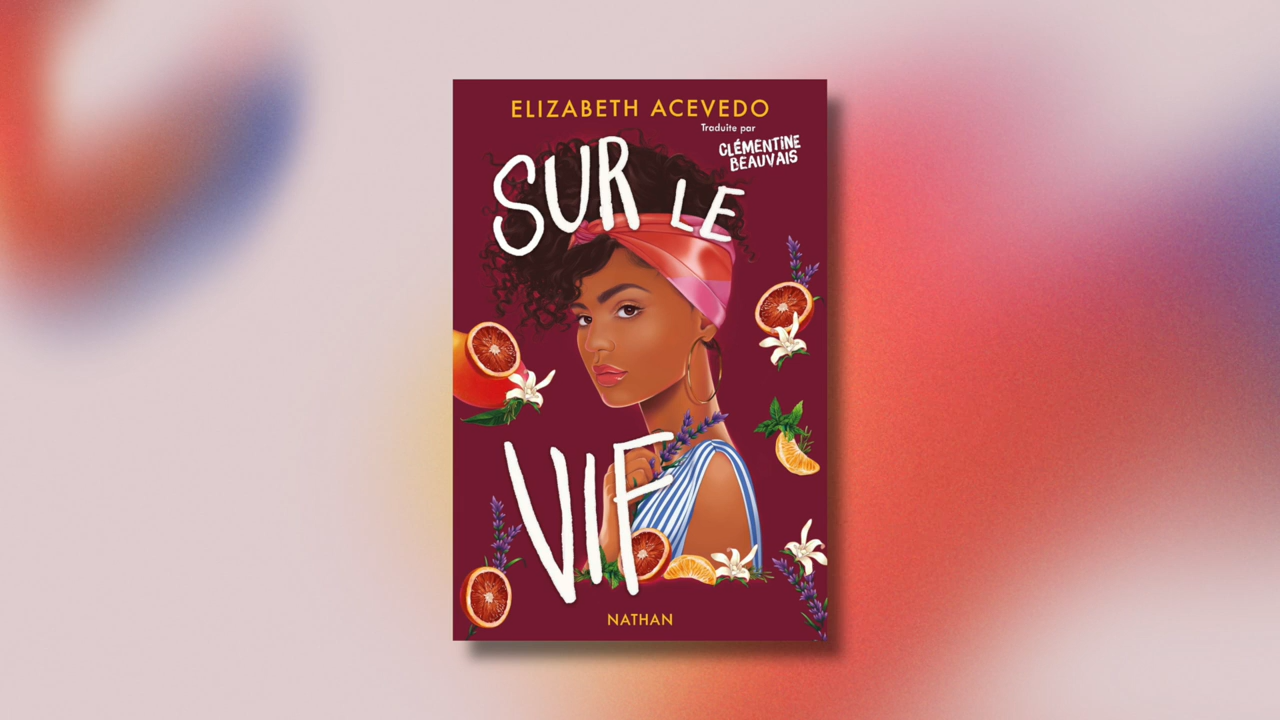 ELIZABETH ACEVEDO
Traduite par
CLÉMENTINE
BEAUVAIS
SUR LE
VIF
NATHAN